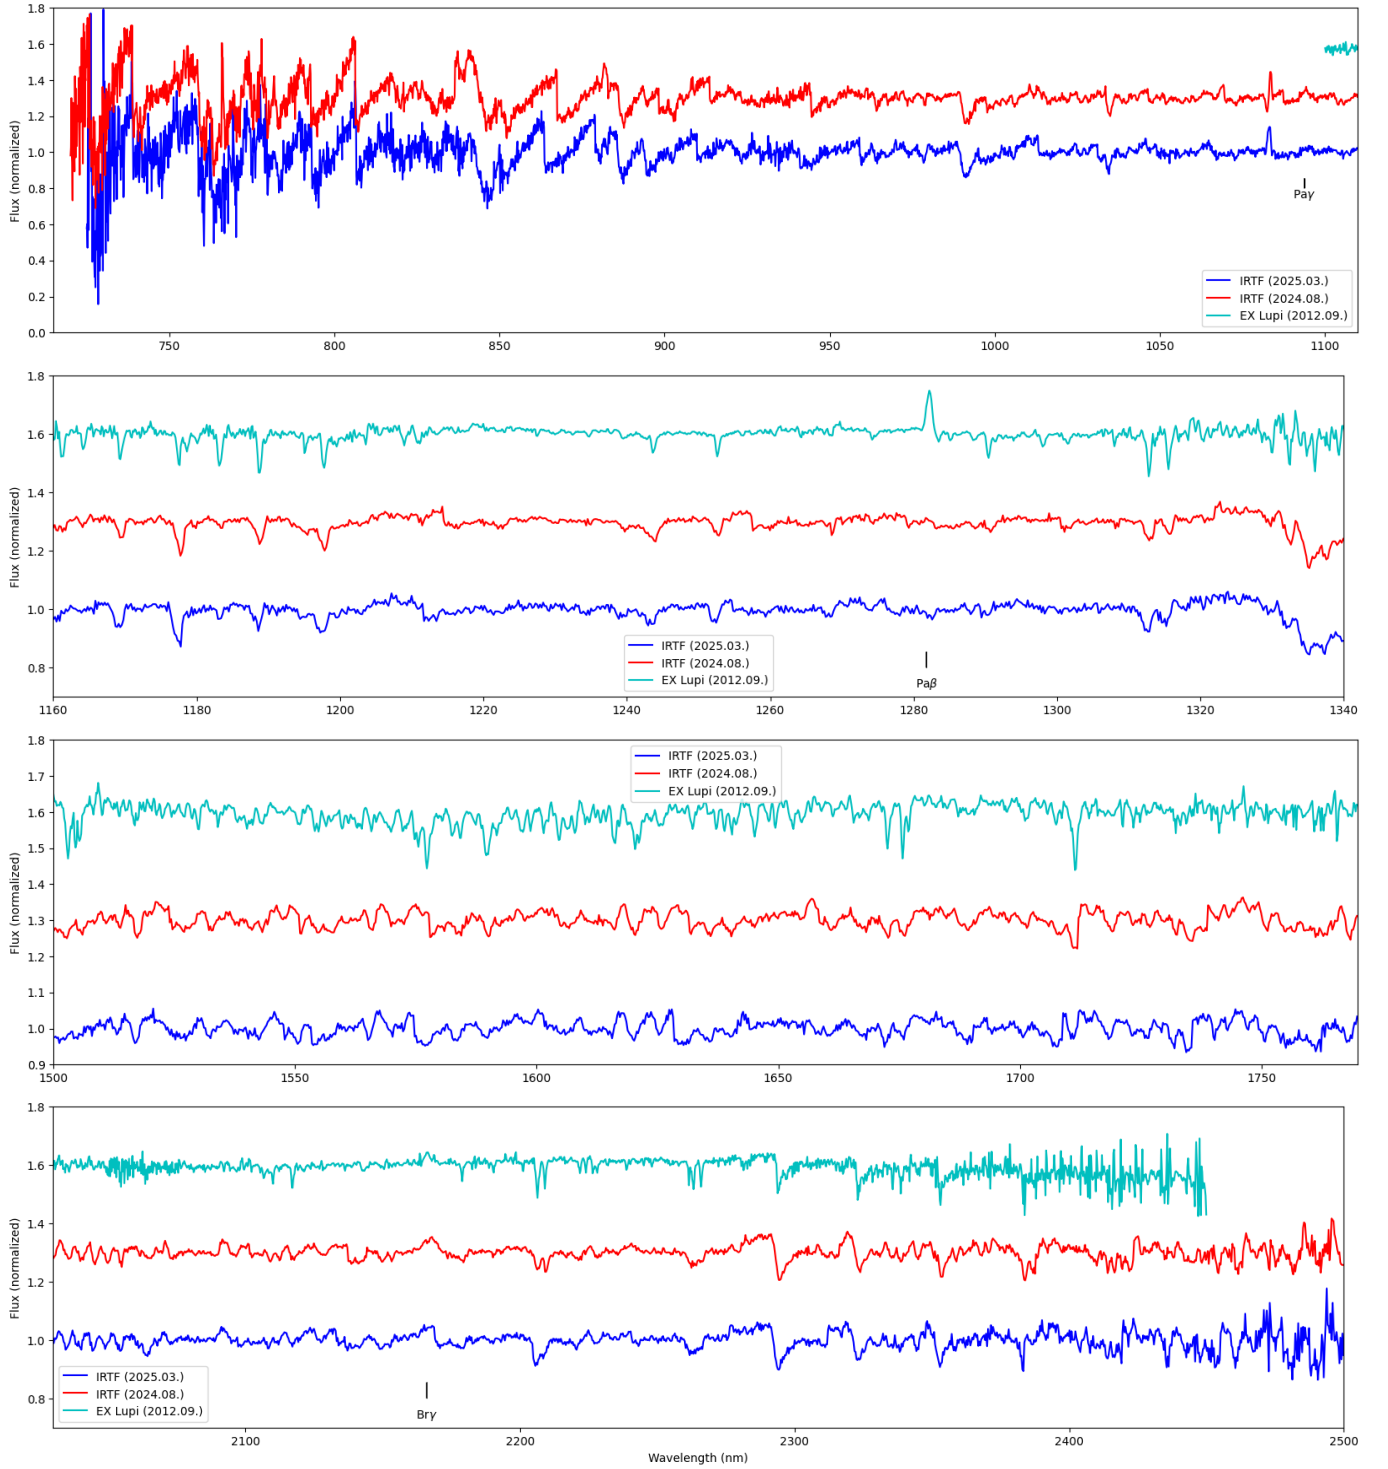 1.8
1.6
1.4
1.2
1.0
0.8
0.6
0.4
0.2
0.0
Flux (normalized)
Paγ
IRTF (2025.03.)
IRTF (2024.08.)
EX Lupi (2012.09.)
750 800 850 900 950 1000 1050 1100
1.8
1.6
1.4
1.2
1.0
0.8
Flux (normalized)
IRTF (2025.03.)
IRTF (2024.08.)
EX Lupi (2012.09.)
Paβ
1160 1180 1200 1220 1240 1260 1280 1300 1320 1340
1.8
1.7
1.6
1.5
1.4
1.3
1.2
1.1
1.0
0.9
Flux (normalized)
IRTF (2025.03.)
IRTF (2024.08.)
EX Lupi (2012.09.)
1500 1550 1600 1650 1700 1750
1.8
1.6
1.4
1.2
1.0
0.8
Flux (normalized)
IRTF (2025.03.)
IRTF (2024.08.)
EX Lupi (2012.09.)
Brγ
2100 2200 2300 2400 2500
Wavelength (nm)